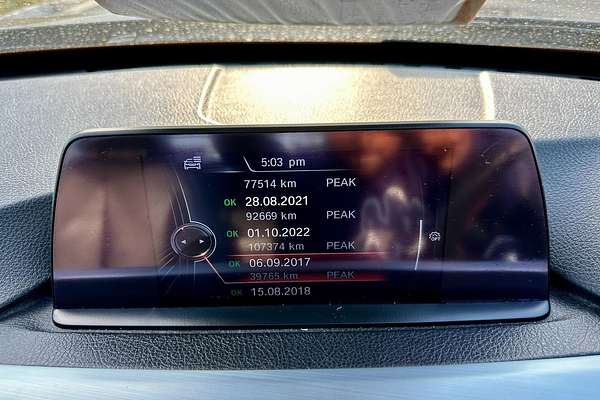 5:03 pm
77514 km PEAK
OK 28.08.2021
92669 km PEAK
OK 01.10.2022
107374 km PEAK
OK 06.09.2017
39765 km PEAK
OK 15.08.2018